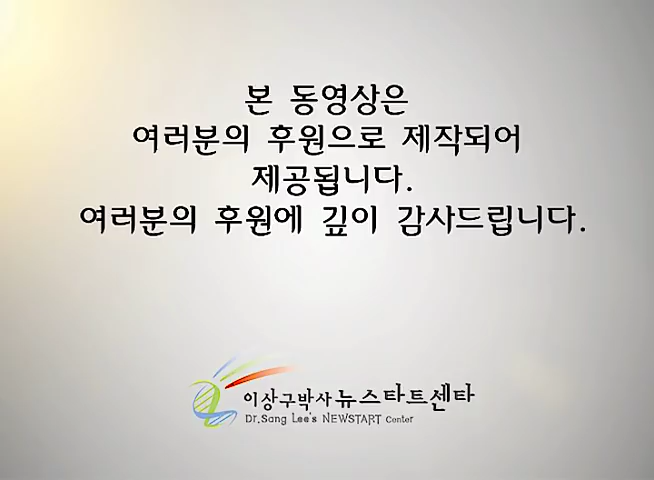 본 동영상은
여러분의 후원으로 제작되어
제공됩니다.
여러분의 후원에 깊이 감사드립니다.
이상구박사 뉴스타트센타
Dr.Sang Lee's NEWSTART Center